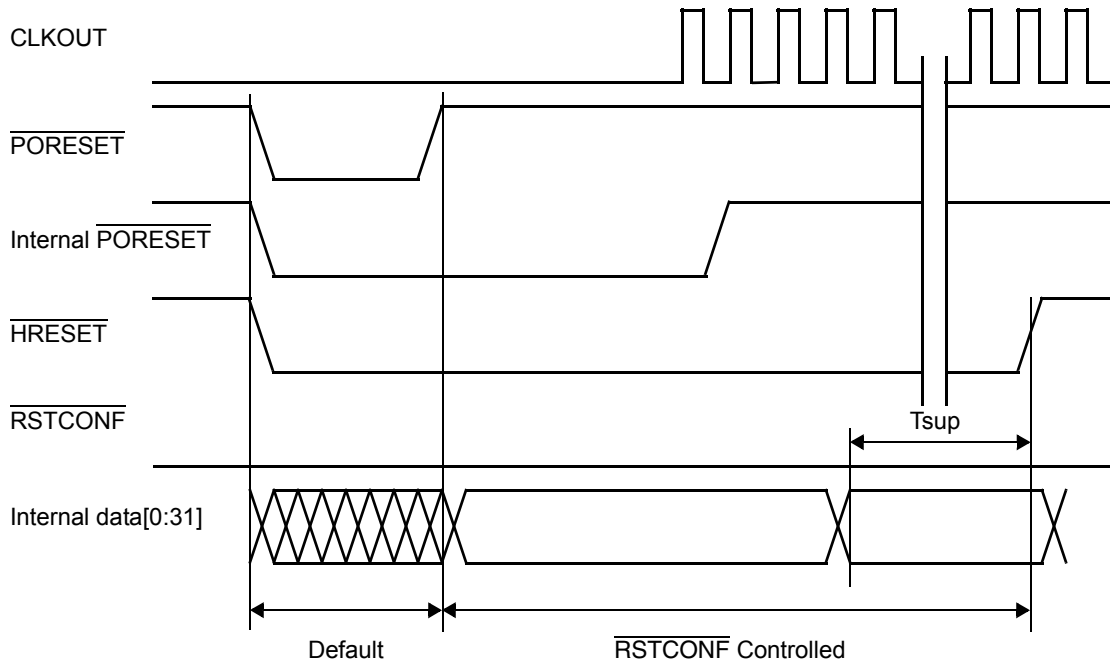 CLKOUT
PORESET
Internal PORESET
HRESET
RSTCONF
Tsup
Internal data[0:31]
Default
RSTCONF Controlled